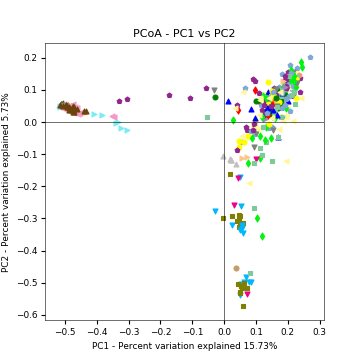 PCoA - PC1 vs PC2
PC2 - Percent variation explained 5.73%
0.2
0.1
0.0
−0.1
−0.2
−0.3
−0.4
−0.5
−0.6
−0.5 −0.4 −0.3 −0.2 −0.1 0.0 0.1 0.2 0.3
PC1 - Percent variation explained 15.73%